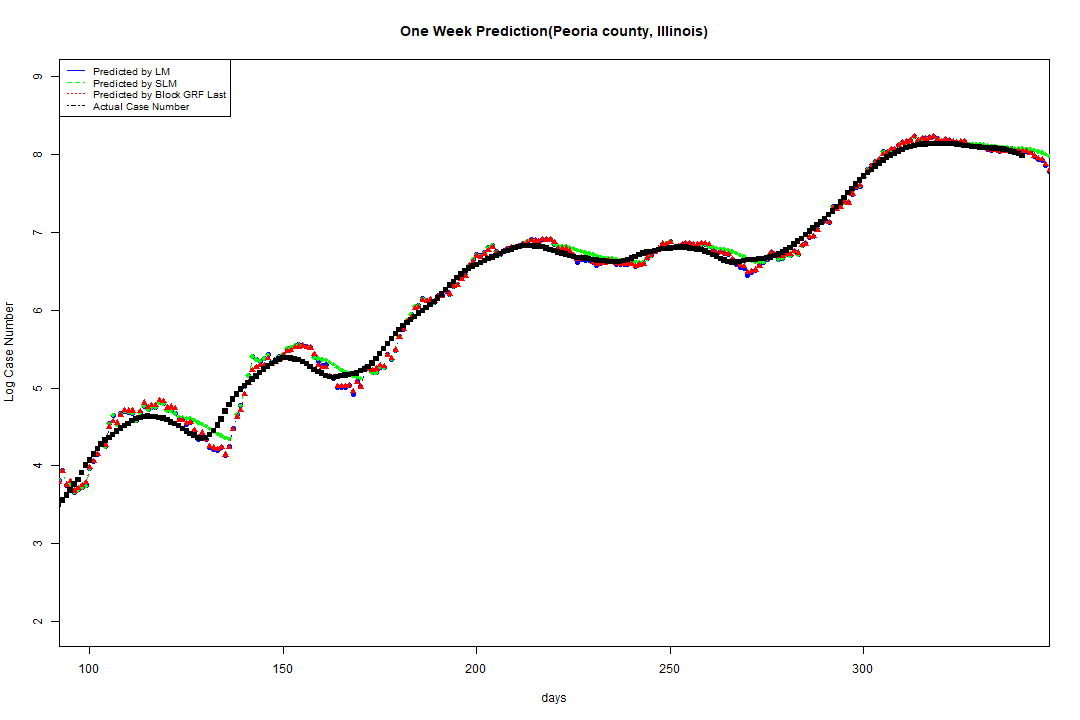 One Week Prediction(Peoria county, Illinois)
Predicted by LM
Predicted by SLM
Predicted by Block GRF Last
Actual Case Number
9
8
7
6
5
4
3
2
Log Case Number
100
150
200
250
300
days